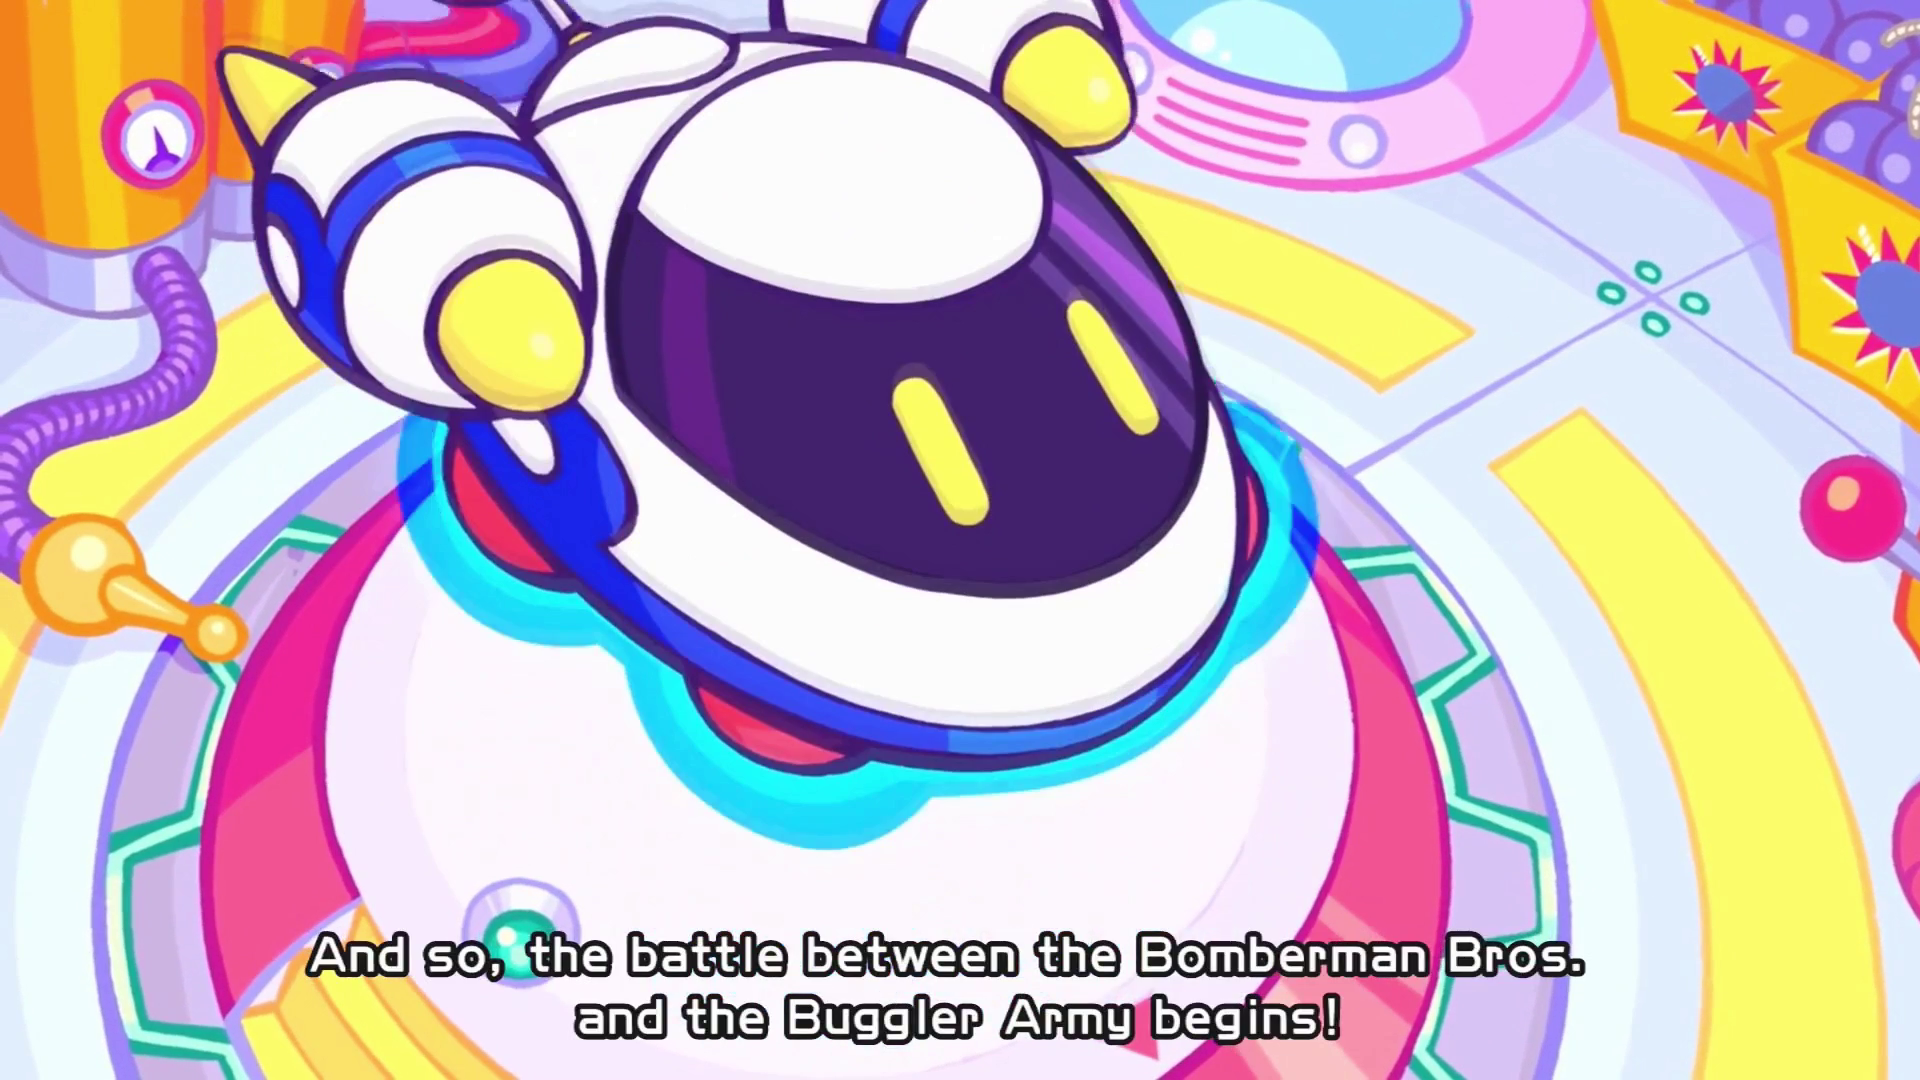 And so, the battle between the Bomberman Bros.
and the Buggler Army begins!